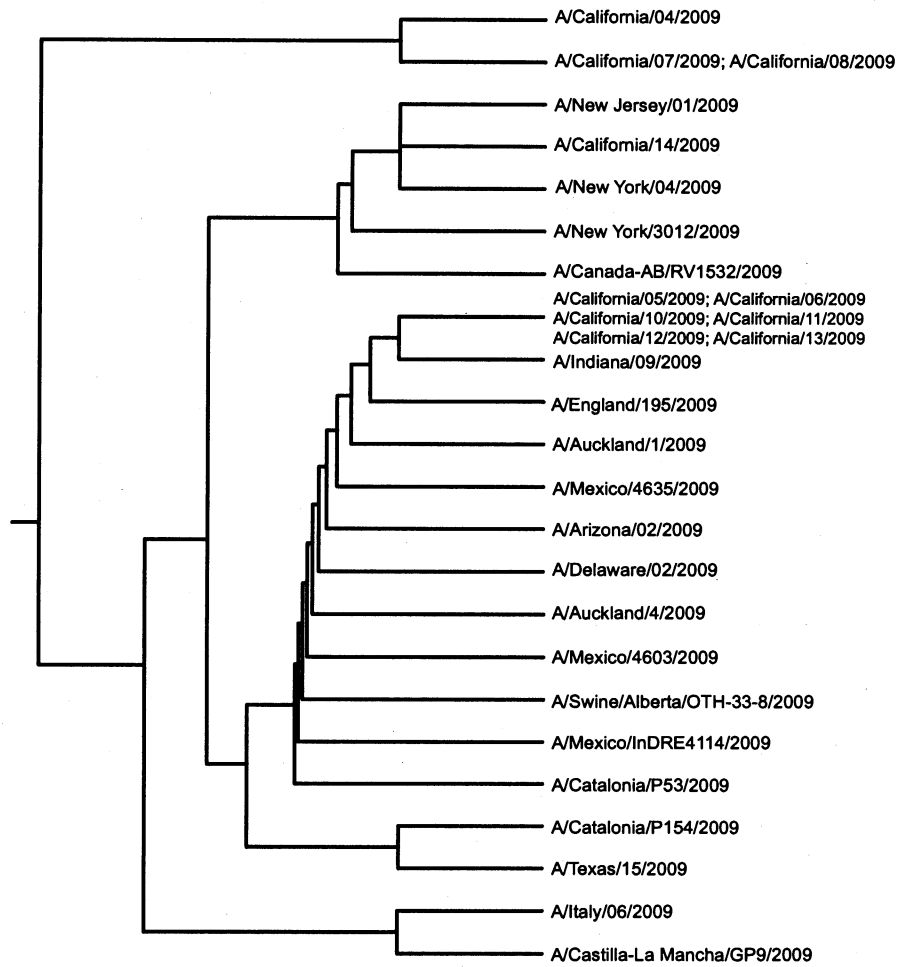 A/California/04/2009
A/California/07/2009; A/California/08/2009
A/New Jersey/01/2009
A/California/14/2009
A/New York/04/2009
A/New York/3012/2009
A/Canada-AB/RV1532/2009
A/California/05/2009; A/California/06/2009
A/California/10/2009; A/California/11/2009
A/California/12/2009; A/California/13/2009
A/Indiana/09/2009
A/England/195/2009
A/Auckland/1/2009
A/Mexico/4635/2009
A/Arizona/02/2009
A/Delaware/02/2009
A/Auckland/4/2009
A/Mexico/4603/2009
A/Swine/Alberta/OTH-33-8/2009
A/Mexico/InDRE4114/2009
A/Catalonia/P53/2009
A/Catalonia/P154/2009
A/Texas/15/2009
A/Italy/06/2009
A/Castilla-La Mancha/GP9/2009